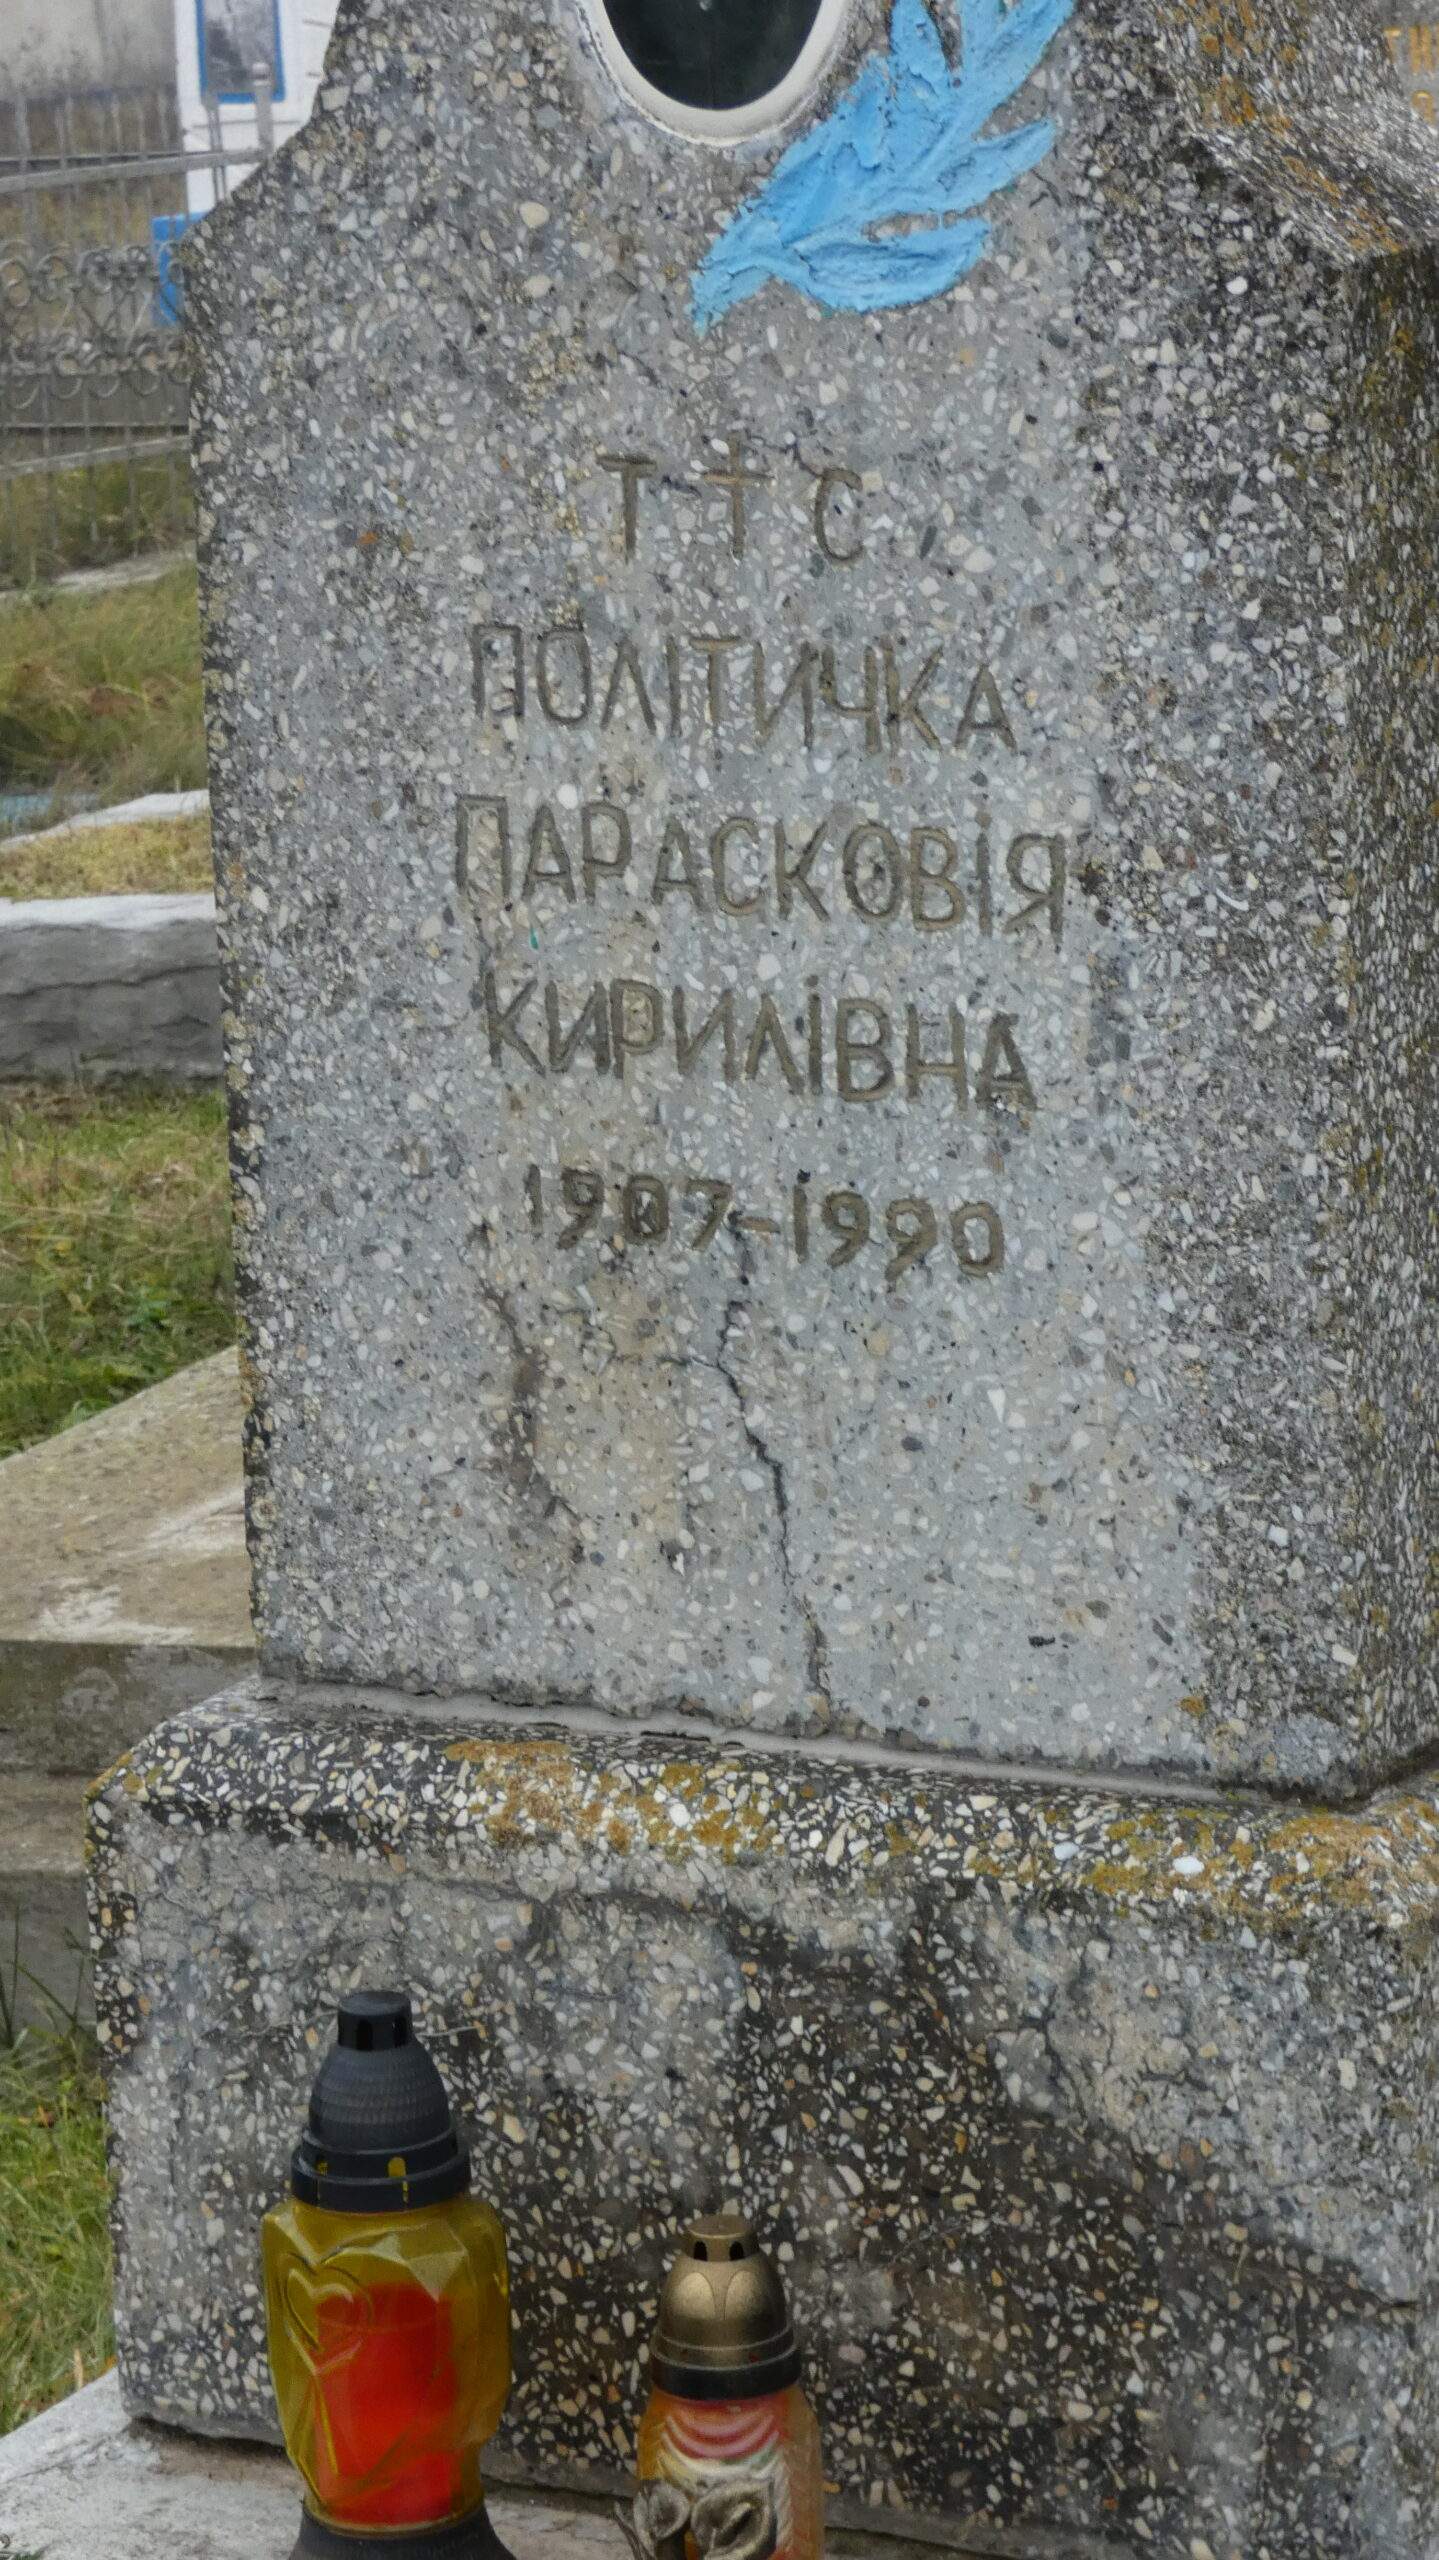 Т † С
ПОЛІТИЧКА
ПАРАСКОВІЯ
КИРИЛІВНА
1907-1990